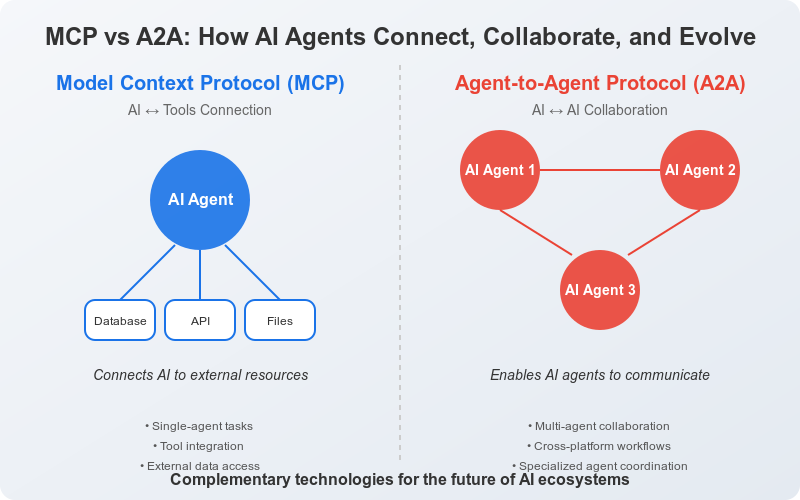 MCP vs A2A: How AI Agents Connect, Collaborate, and Evolve
Model Context Protocol (MCP)
AI ↔ Tools Connection
AI Agent
Database
API
Files
Connects AI to external resources
• Single-agent tasks
• Tool integration
• External data access
Agent-to-Agent Protocol (A2A)
AI ↔ AI Collaboration
AI Agent 1
AI Agent 2
AI Agent 3
Enables AI agents to communicate
• Multi-agent collaboration
• Cross-platform workflows
• Specialized agent coordination
Complementary technologies for the future of AI ecosystems